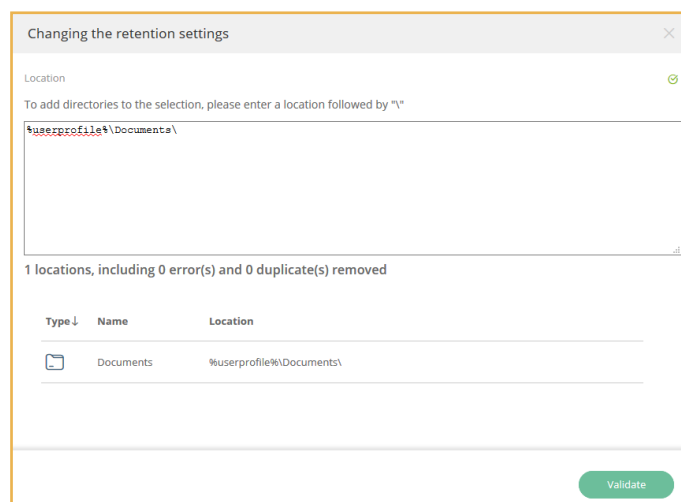 Changing the retention settings
Location
To add directories to the selection, please enter a location followed by "\"
%userprofile%\Documents\
1 locations, including 0 error(s) and 0 duplicate(s) removed
Type↓ Name Location
Documents %userprofile%\Documents\
Validate